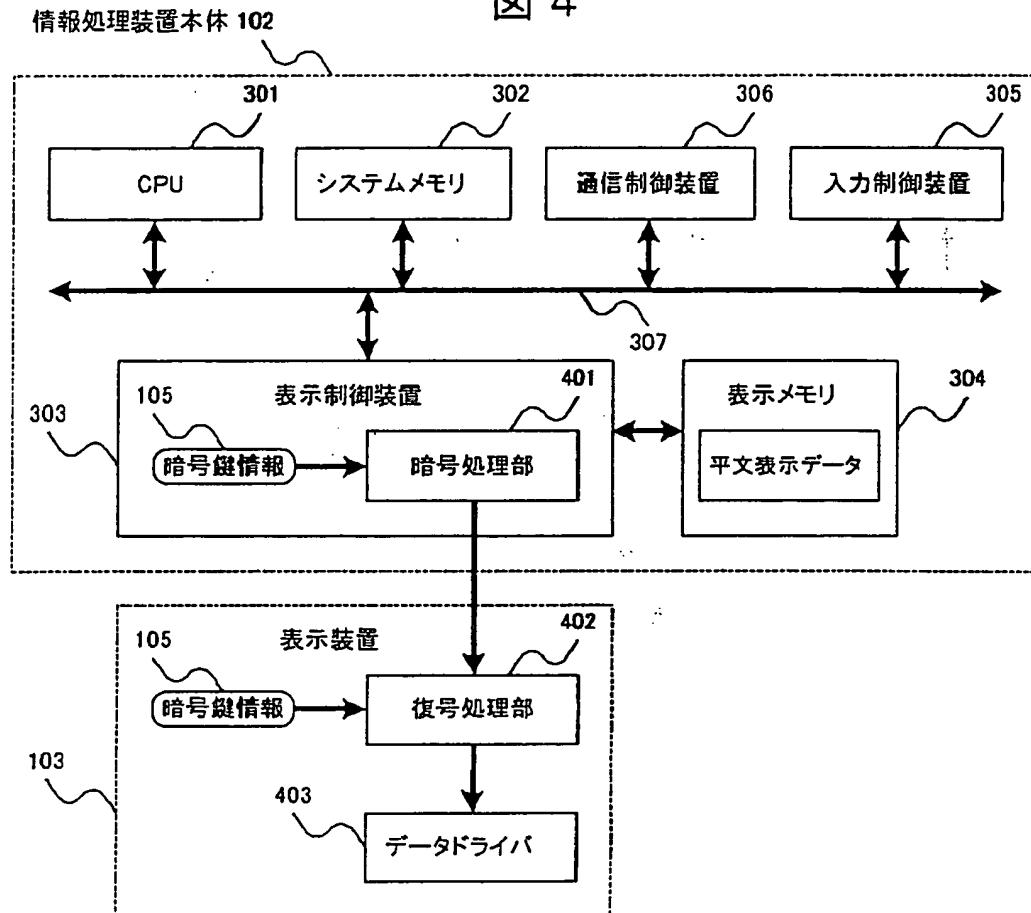 図 4
情報処理装置本体 102
301
302
306
305
CPU
システムメモリ
通信制御装置
入力制御装置
307
表示制御装置
401
表示メモリ
304
303
105
暗号鍵情報
暗号処理部
平文表示データ
表示装置
402
105
暗号鍵情報
復号処理部
103
403
データドライバ